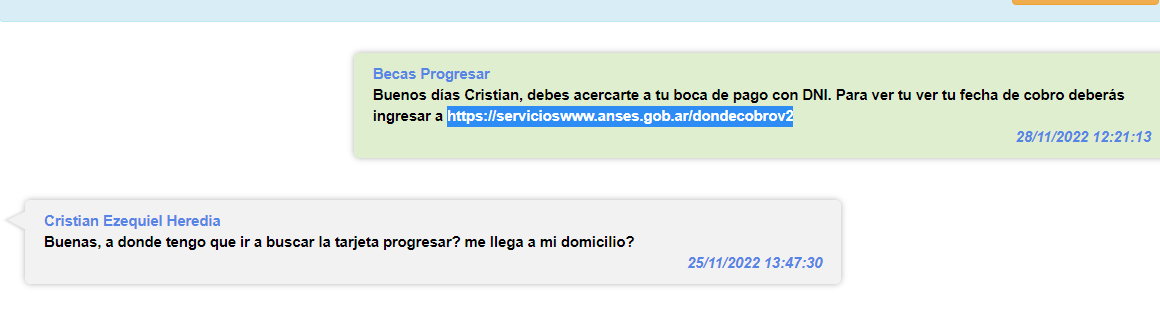 Becas Progresar
Buenos días Cristian, debes acercarte a tu boca de pago con DNI. Para ver tu ver tu fecha de cobro deberás
ingresar a https://servicioswww.anses.gob.ar/dondecobrov2
28/11/2022 12:21:13
Cristian Ezequiel Heredia
Buenas, a donde tengo que ir a buscar la tarjeta progresar? me llega a mi domicilio?
25/11/2022 13:47:30